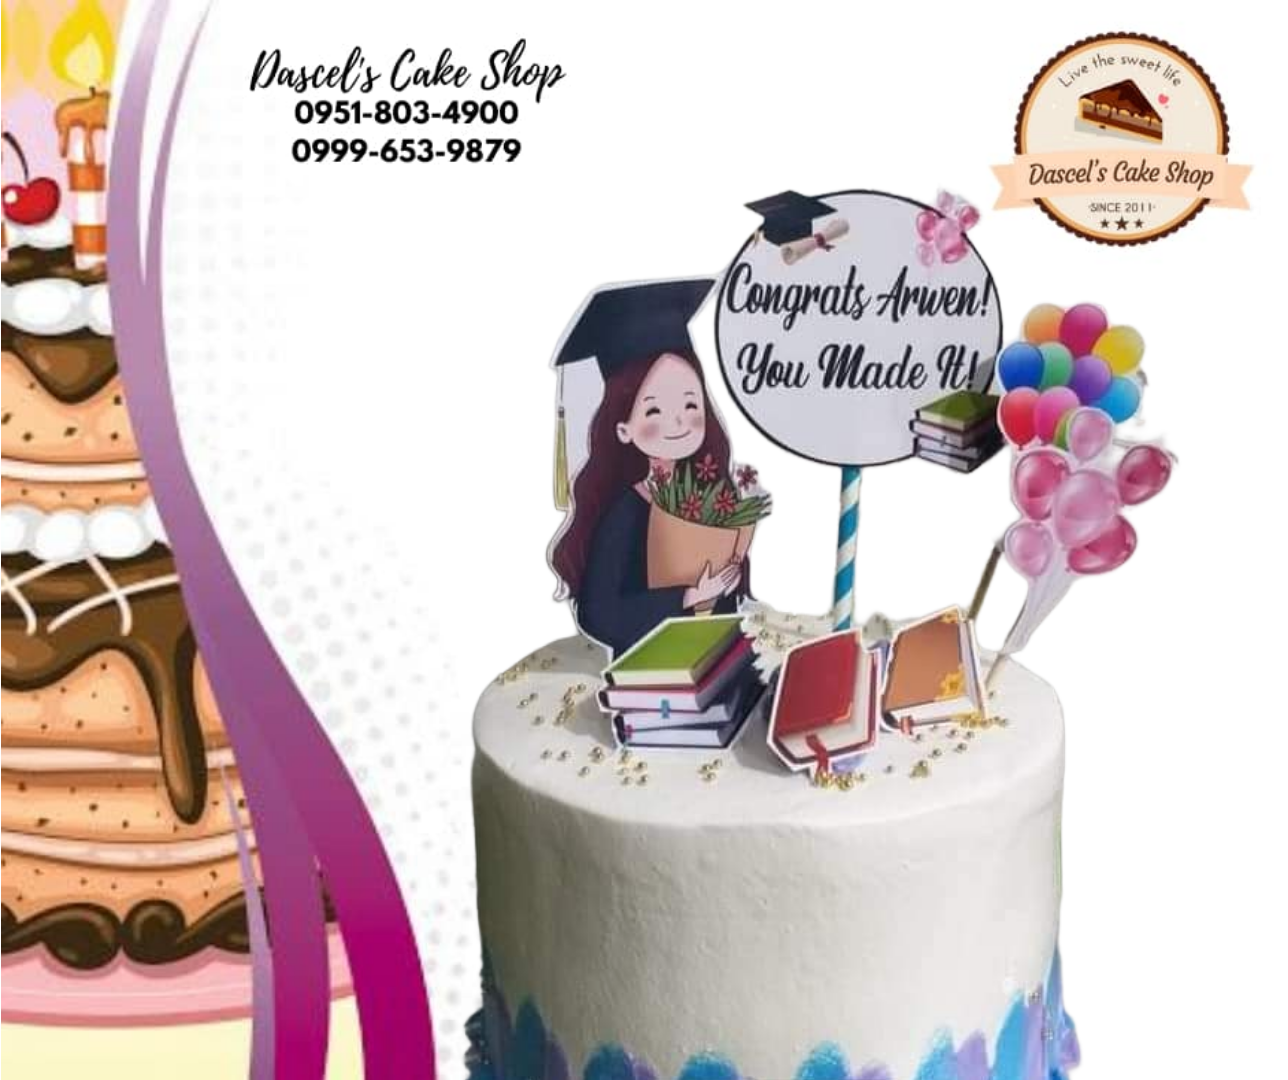 Dascel's Cake Shop
0951-803-4900
0999-653-9879
Live the sweet life
Dascel's Cake Shop
·SINCE 2011·
Congrats Arwen!
You Made It!